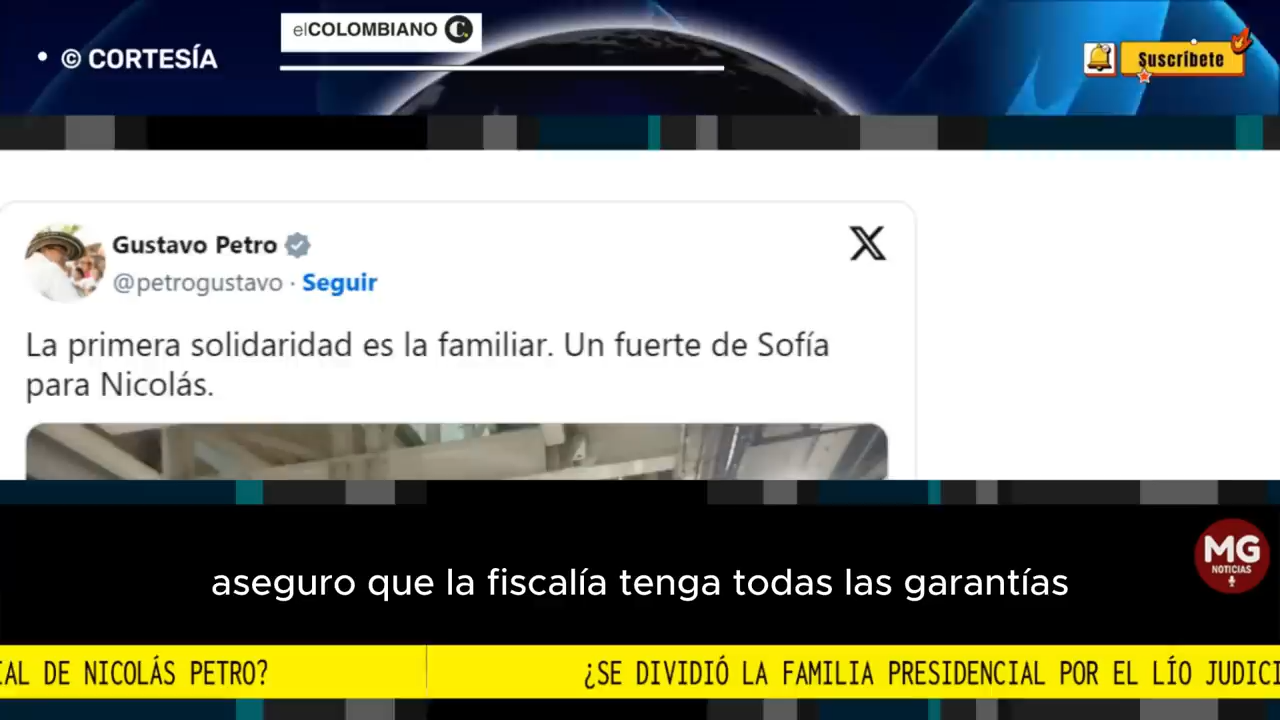 elCOLOMBIANO C
• © CORTESÍA
Suscríbete
Gustavo Petro
@petrogustavo · Seguir
X
La primera solidaridad es la familiar. Un fuerte de Sofía
para Nicolás.
MG
NOTICIAS
aseguro que la fiscalía tenga todas las garantías
IAL DE NICOLÁS PETRO? ¿SE DIVIDIÓ LA FAMILIA PRESIDENCIAL POR EL LÍO JUDICI